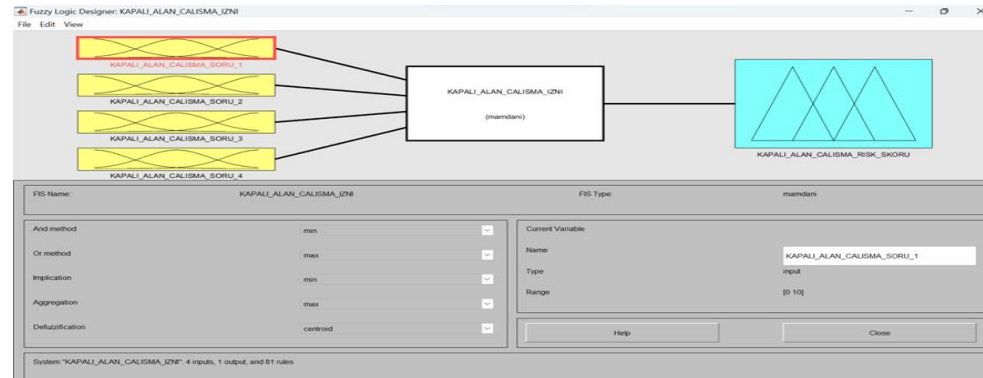 Fuzzy Logic Designer: KAPALI_ALAN_CALISMA_IZNI
File Edit View
KAPALI_ALAN_CALISMA_SORU_1
KAPALI_ALAN_CALISMA_SORU_2
KAPALI_ALAN_CALISMA_SORU_3
KAPALI_ALAN_CALISMA_SORU_4
KAPALI_ALAN_CALISMA_IZNI
(mamdani)
KAPALI_ALAN_CALISMA_RISK_SKORU
FIS Name: KAPALI_ALAN_CALISMA_IZNI FIS Type: mamdani
And method min
Or method max
Implication min
Aggregation max
Defuzzification centroid
Current Variable
Name KAPALI_ALAN_CALISMA_SORU_1
Type input
Range [0 10]
Help Close
System "KAPALI_ALAN_CALISMA_IZNI": 4 inputs, 1 output, and 81 rules